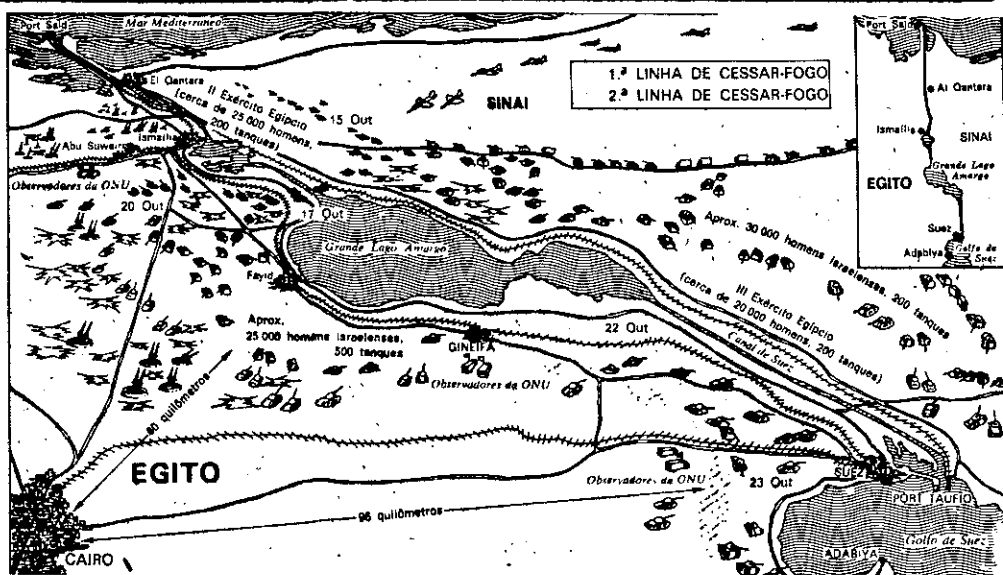 Port Said
Mar Mediterraneo
El Qantara
II Exército Egípcio
(cerca de 25 000 homens,
200 tanques)
15 Out
SINAI
1.ª LINHA DE CESSAR-FOGO
2.ª LINHA DE CESSAR-FOGO
Port Said
Al Qantara
Ismailia
SINAI
Grande Lago
Amargo
EGITO
Suez
Adabiya
Golfo de
Suez
Ismailia
Abu Suweir
Observadores da ONU
20 Out
17 Out
Grande Lago Amargo
Fayid
Aprox. 30 000 homens israelenses, 200 tanques
III Exército Egípcio
(cerca de 20 000 homens, 200 tanques)
Canal de Suez
22 Out
Aprox.
25 000 homens israelenses,
500 tanques
GINEIFA
Observadores da ONU
quilômetros
EGITO
Observadores da ONU
23 Out
SUEZ
PORT TAUFIQ
96 quilômetros
CAIRO
ADABIYA
Golfo de Suez